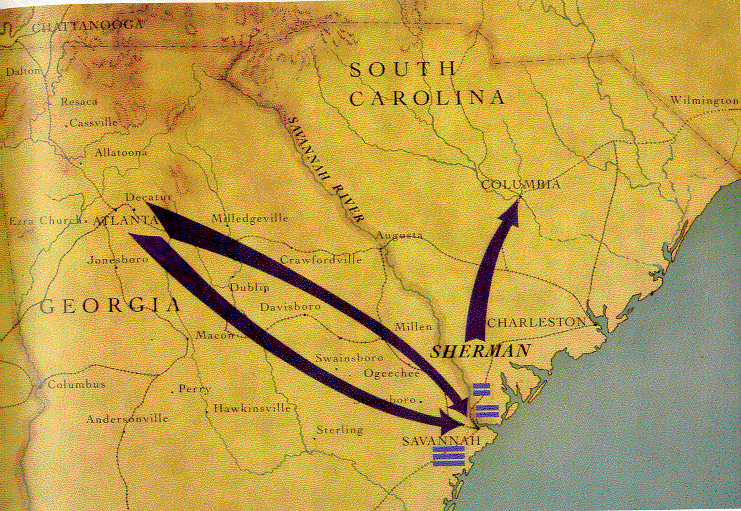 CHATTANOOGA
Dalton
SOUTH
CAROLINA
Resaca
Wilmington
Cassville
SAVANNAH RIVER
Allatoona
COLUMBIA
Decatur
Ezra Church
ATLANTA
Milledgeville
Augusta
Jonesboro
Crawfordville
Dublin
GEORGIA
Davisboro
CHARLESTON
Millen
Macon
SHERMAN
Swainsboro
Ogeechee
Columbus
Perry
boro
Hawkinsville
Andersonville
Sterling
SAVANNAH